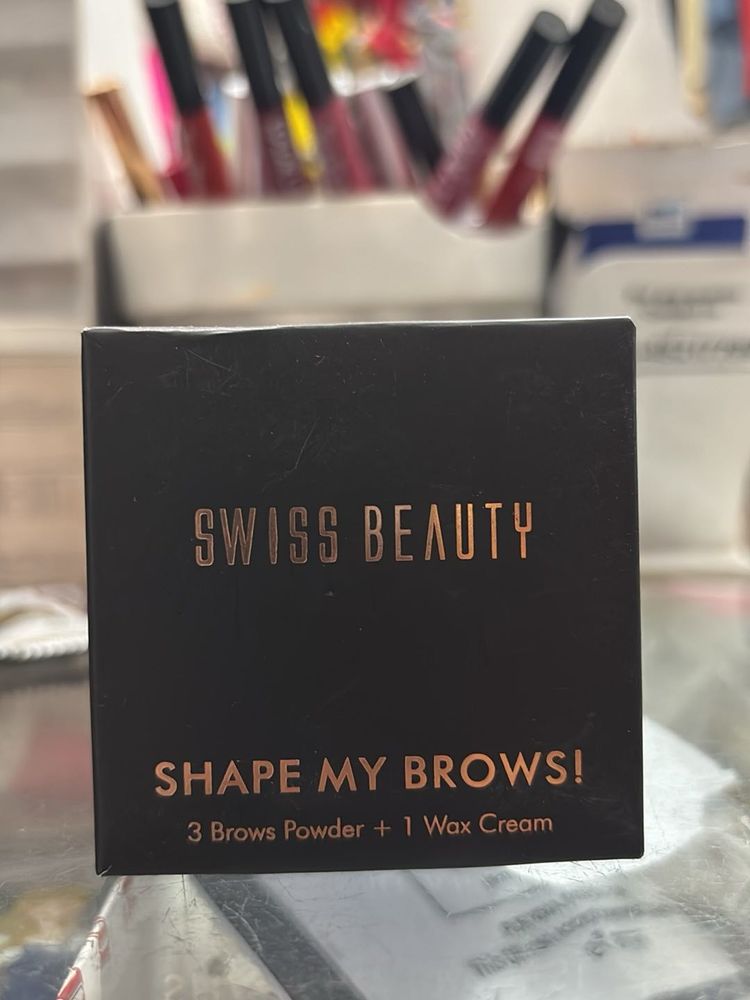 SWISS BEAUTY
SHAPE MY BROWS!
3 Brows Powder + 1 Wax Cream